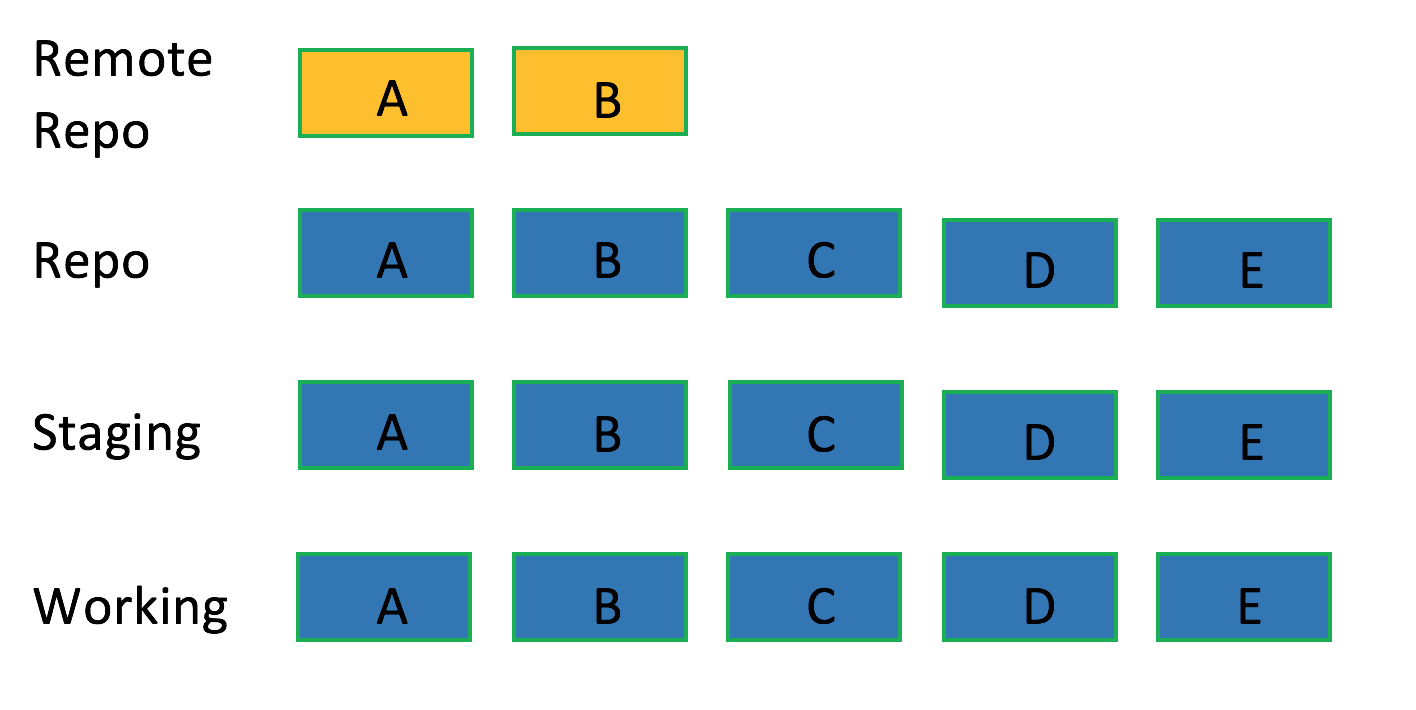 Remote
Repo
A B
Repo
A B C D E
Staging
A B C D E
Working
A B C D E